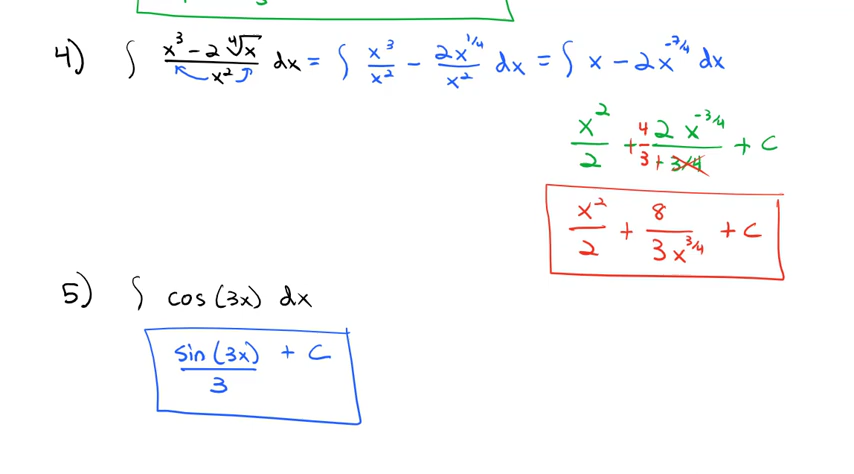 4) ∫ (x³ − 2 ∜x)/x² dx = ∫ x³/x² − 2x^(1/4)/x² dx = ∫ x − 2x^(−7/4) dx
x²/2 + 4/3 2x^(−3/4)/(+ 3/4) + C
x²/2 + 8/(3x^(3/4)) + C
5) ∫ cos(3x) dx
sin(3x)/3 + C